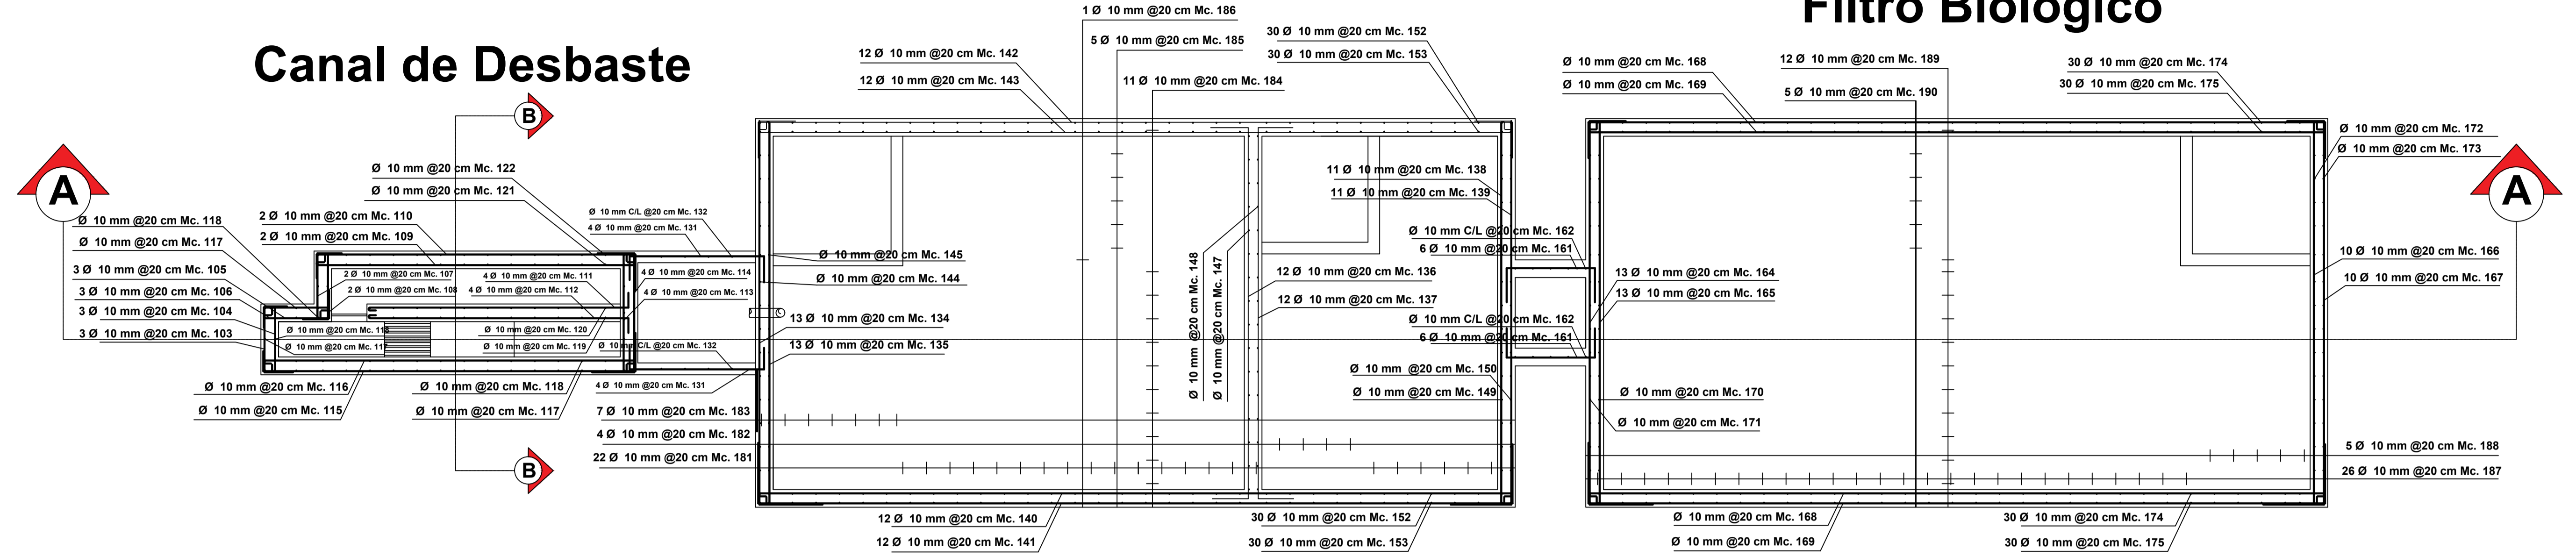 Filtro Biologico
Canal de Desbaste
B
A
Ø 10 mm @20 cm Mc. 122
Ø 10 mm @20 cm Mc. 121
Ø 10 mm @20 cm Mc. 118
Ø 10 mm @20 cm Mc. 117
2 Ø 10 mm @20 cm Mc. 110
2 Ø 10 mm @20 cm Mc. 109
3 Ø 10 mm @20 cm Mc. 105
3 Ø 10 mm @20 cm Mc. 106
3 Ø 10 mm @20 cm Mc. 104
3 Ø 10 mm @20 cm Mc. 103
2 Ø 10 mm @20 cm Mc. 107
2 Ø 10 mm @20 cm Mc. 108
4 Ø 10 mm @20 cm Mc. 111
4 Ø 10 mm @20 cm Mc. 112
Ø 10 mm @20 cm Mc. 118
Ø 10 mm @20 cm Mc. 117
Ø 10 mm @20 cm Mc. 120
Ø 10 mm @20 cm Mc. 119
Ø 10 mm @20 cm Mc. 116
Ø 10 mm @20 cm Mc. 115
Ø 10 mm @20 cm Mc. 118
Ø 10 mm @20 cm Mc. 117
B
Ø 10 mm C/L @20 cm Mc. 132
4 Ø 10 mm @20 cm Mc. 131
4 Ø 10 mm @20 cm Mc. 114
4 Ø 10 mm @20 cm Mc. 113
Ø 10 mm C/L @20 cm Mc. 132
4 Ø 10 mm @20 cm Mc. 131
7 Ø 10 mm @20 cm Mc. 183
4 Ø 10 mm @20 cm Mc. 182
22 Ø 10 mm @20 cm Mc. 181
1 Ø 10 mm @20 cm Mc. 186
5 Ø 10 mm @20 cm Mc. 185
11 Ø 10 mm @20 cm Mc. 184
12 Ø 10 mm @20 cm Mc. 142
12 Ø 10 mm @20 cm Mc. 143
30 Ø 10 mm @20 cm Mc. 152
30 Ø 10 mm @20 cm Mc. 153
Ø 10 mm @20 cm Mc. 145
Ø 10 mm @20 cm Mc. 144
13 Ø 10 mm @20 cm Mc. 134
13 Ø 10 mm @20 cm Mc. 135
Ø 10 mm @20 cm Mc. 148
Ø 10 mm @20 cm Mc. 147
12 Ø 10 mm @20 cm Mc. 136
12 Ø 10 mm @20 cm Mc. 137
11 Ø 10 mm @20 cm Mc. 138
11 Ø 10 mm @20 cm Mc. 139
Ø 10 mm C/L @20 cm Mc. 162
6 Ø 10 mm @20 cm Mc. 161
Ø 10 mm C/L @20 cm Mc. 162
6 Ø 10 mm @20 cm Mc. 161
Ø 10 mm @20 cm Mc. 150
Ø 10 mm @20 cm Mc. 149
12 Ø 10 mm @20 cm Mc. 140
12 Ø 10 mm @20 cm Mc. 141
30 Ø 10 mm @20 cm Mc. 152
30 Ø 10 mm @20 cm Mc. 153
Ø 10 mm @20 cm Mc. 168
Ø 10 mm @20 cm Mc. 169
12 Ø 10 mm @20 cm Mc. 189
5 Ø 10 mm @20 cm Mc. 190
30 Ø 10 mm @20 cm Mc. 174
30 Ø 10 mm @20 cm Mc. 175
Ø 10 mm @20 cm Mc. 172
Ø 10 mm @20 cm Mc. 173
A
13 Ø 10 mm @20 cm Mc. 164
13 Ø 10 mm @20 cm Mc. 165
10 Ø 10 mm @20 cm Mc. 166
10 Ø 10 mm @20 cm Mc. 167
Ø 10 mm @20 cm Mc. 170
Ø 10 mm @20 cm Mc. 171
5 Ø 10 mm @20 cm Mc. 188
26 Ø 10 mm @20 cm Mc. 187
Ø 10 mm @20 cm Mc. 168
Ø 10 mm @20 cm Mc. 169
30 Ø 10 mm @20 cm Mc. 174
30 Ø 10 mm @20 cm Mc. 175